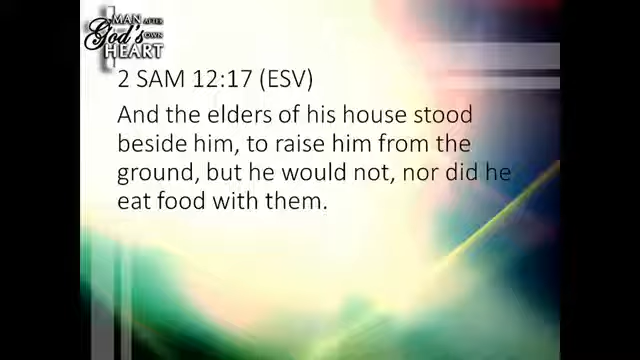 MAN AFTER
God's OWN
HEART
2 SAM 12:17 (ESV)
And the elders of his house stood
beside him, to raise him from the
ground, but he would not, nor did he
eat food with them.